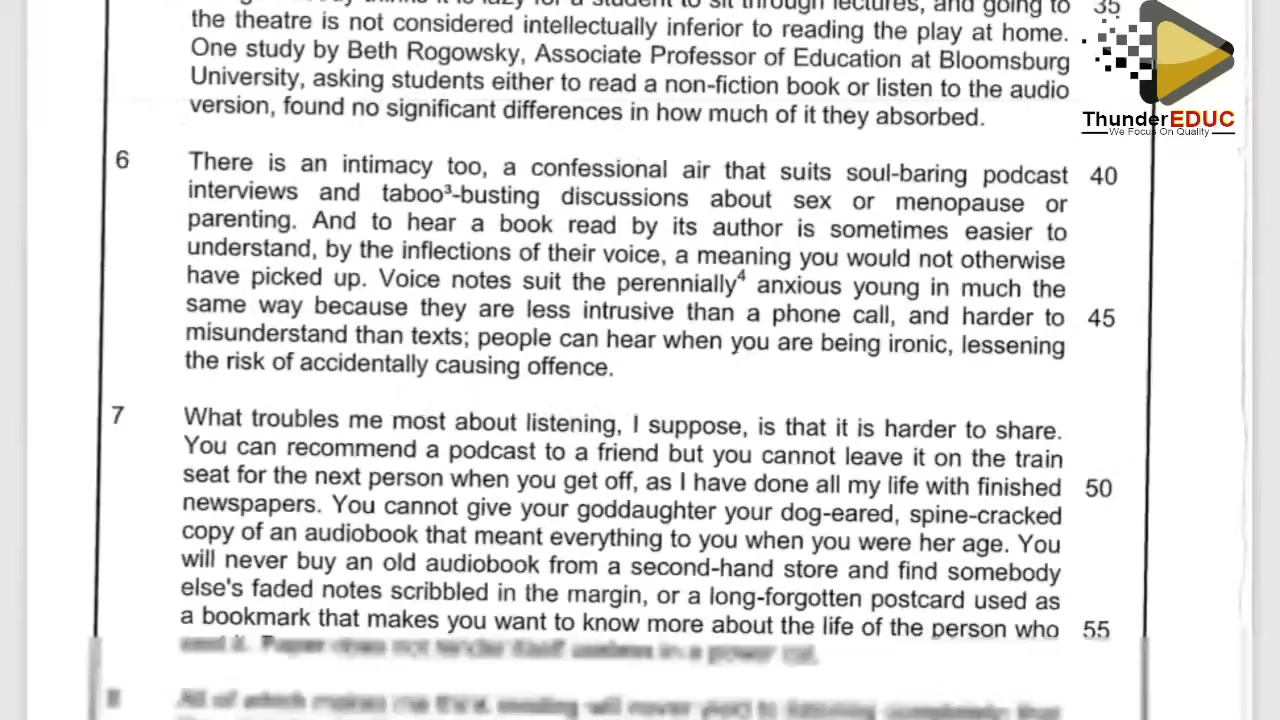 the theatre is not considered intellectually inferior to reading the play at home.
One study by Beth Rogowsky, Associate Professor of Education at Bloomsburg
University, asking students either to read a non-fiction book or listen to the audio
version, found no significant differences in how much of it they absorbed.
35
ThunderEDUC
We Focus On Quality
6 There is an intimacy too, a confessional air that suits soul-baring podcast 40
interviews and taboo³-busting discussions about sex or menopause or
parenting. And to hear a book read by its author is sometimes easier to
understand, by the inflections of their voice, a meaning you would not otherwise
have picked up. Voice notes suit the perennially⁴ anxious young in much the
same way because they are less intrusive than a phone call, and harder to 45
misunderstand than texts; people can hear when you are being ironic, lessening
the risk of accidentally causing offence.
7 What troubles me most about listening, I suppose, is that it is harder to share.
You can recommend a podcast to a friend but you cannot leave it on the train
seat for the next person when you get off, as I have done all my life with finished 50
newspapers. You cannot give your goddaughter your dog-eared, spine-cracked
copy of an audiobook that meant everything to you when you were her age. You
will never buy an old audiobook from a second-hand store and find somebody
else's faded notes scribbled in the margin, or a long-forgotten postcard used as
a bookmark that makes you want to know more about the life of the person who 55